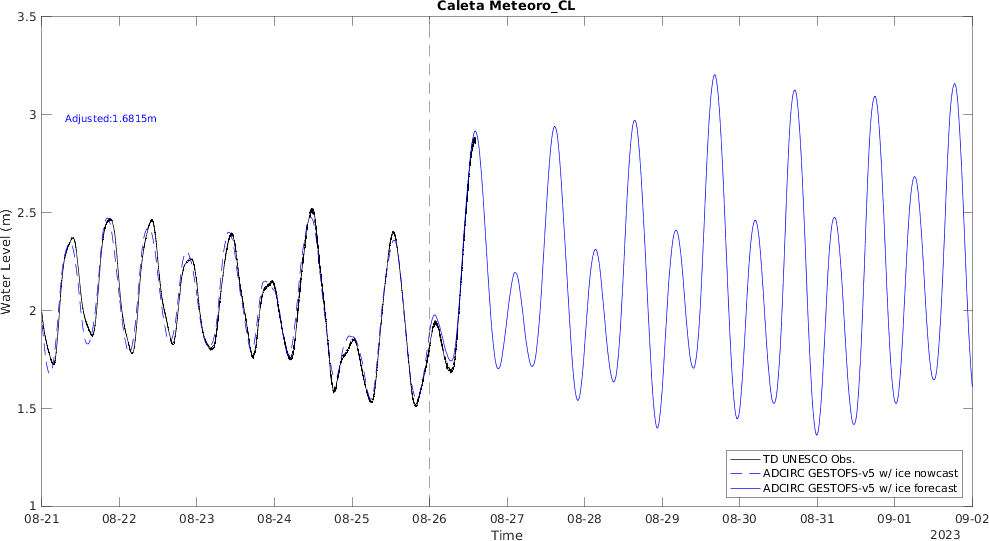 Caleta Meteoro_CL
3.5
3
2.5
2
1.5
1
Water Level (m)
Adjusted:1.6815m
TD UNESCO Obs.
ADCIRC GESTOFS-v5 w/ ice nowcast
ADCIRC GESTOFS-v5 w/ ice forecast
08-21 08-22 08-23 08-24 08-25 08-26 08-27 08-28 08-29 08-30 08-31 09-01 09-02
Time
2023